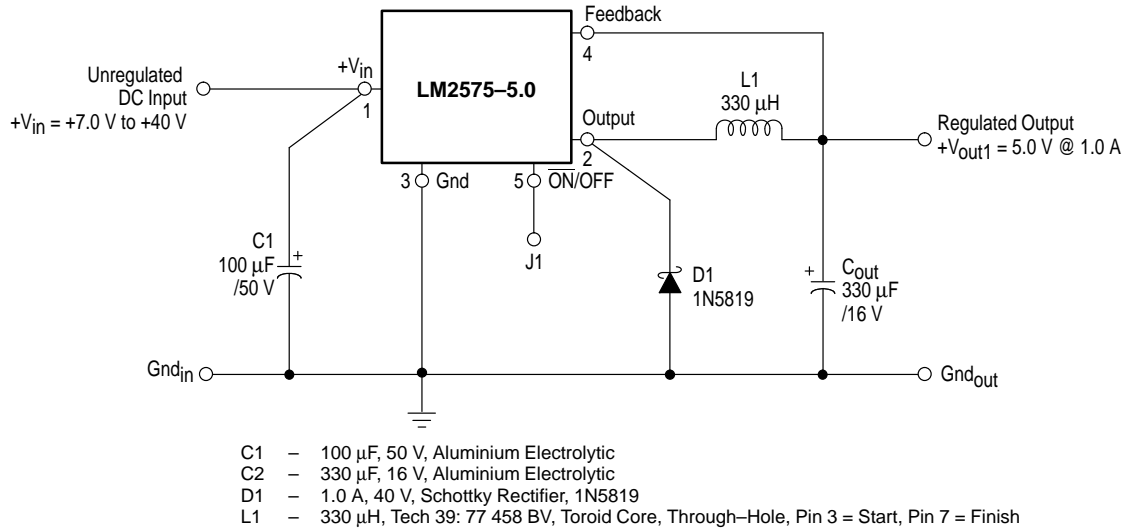 Feedback
4
Unregulated
DC Input
+Vin = +7.0 V to +40 V
+Vin
1
LM2575–5.0
L1
330 μH
Output
2
Regulated Output
+Vout1 = 5.0 V @ 1.0 A
3 Gnd
5 ON/OFF
J1
C1
100 μF
/50 V
+
D1
1N5819
+
Cout
330 μF
/16 V
Gndin
Gndout
C1 – 100 μF, 50 V, Aluminium Electrolytic
C2 – 330 μF, 16 V, Aluminium Electrolytic
D1 – 1.0 A, 40 V, Schottky Rectifier, 1N5819
L1 – 330 μH, Tech 39: 77 458 BV, Toroid Core, Through–Hole, Pin 3 = Start, Pin 7 = Finish